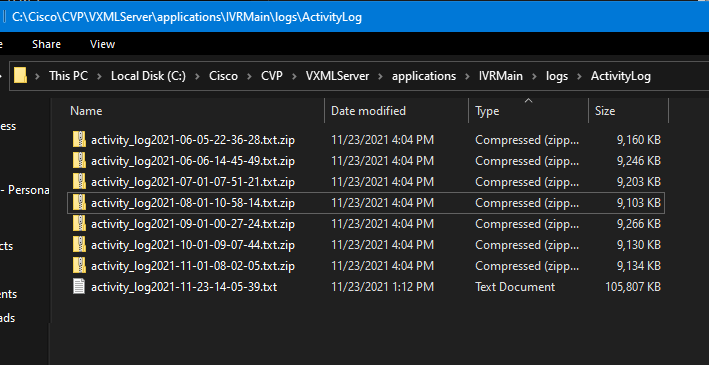 C:\Cisco\CVP\VXMLServer\applications\IVRMain\logs\ActivityLog
Share View
This PC > Local Disk (C:) > Cisco > CVP > VXMLServer > applications > IVRMain > logs > ActivityLog
Name Date modified Type Size
activity_log2021-06-05-22-36-28.txt.zip 11/23/2021 4:04 PM Compressed (zipp... 9,160 KB
ess
activity_log2021-06-06-14-45-49.txt.zip 11/23/2021 4:04 PM Compressed (zipp... 9,246 KB
activity_log2021-07-01-07-51-21.txt.zip 11/23/2021 4:04 PM Compressed (zipp... 9,203 KB
- Persona
activity_log2021-08-01-10-58-14.txt.zip 11/23/2021 4:04 PM Compressed (zipp... 9,103 KB
activity_log2021-09-01-00-27-24.txt.zip 11/23/2021 4:04 PM Compressed (zipp... 9,266 KB
cts
activity_log2021-10-01-09-07-44.txt.zip 11/23/2021 4:04 PM Compressed (zipp... 9,130 KB
activity_log2021-11-01-08-02-05.txt.zip 11/23/2021 4:04 PM Compressed (zipp... 9,134 KB
ents
activity_log2021-11-23-14-05-39.txt 11/23/2021 1:12 PM Text Document 105,807 KB
ads